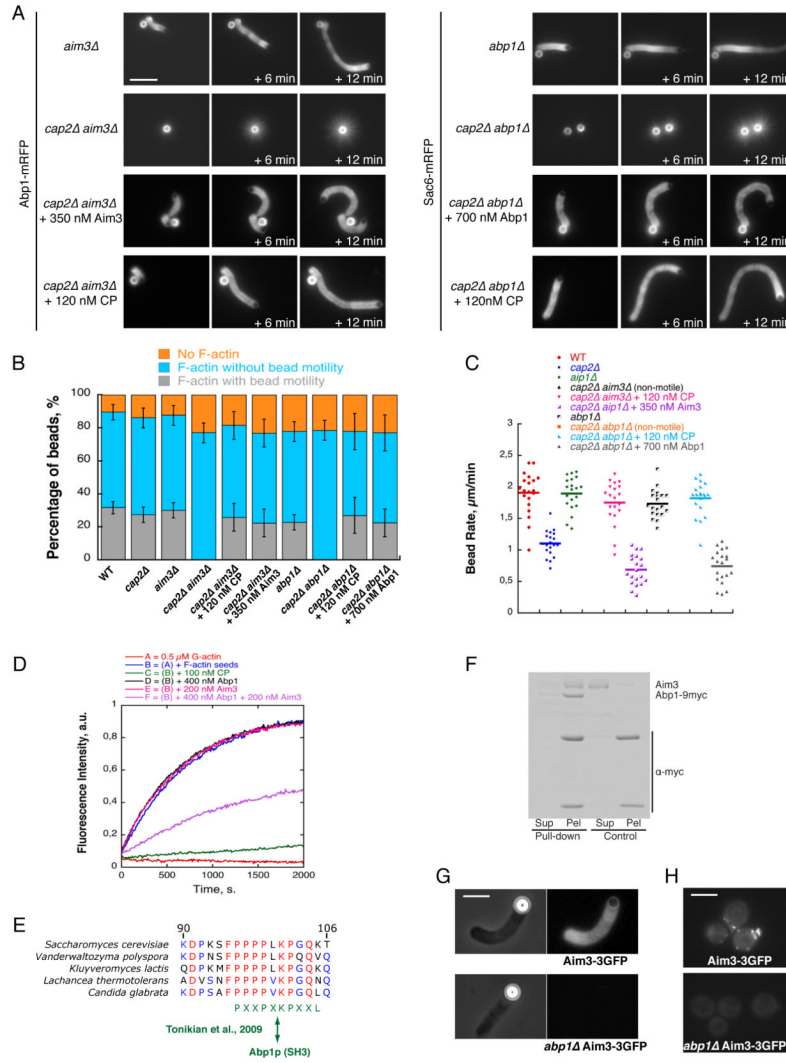 A
Abp1-mRFP
aim3Δ
+ 6 min
+ 12 min
cap2Δ aim3Δ
+ 6 min
+ 12 min
cap2Δ aim3Δ
+ 350 nM Aim3
+ 6 min
+ 12 min
cap2Δ aim3Δ
+ 120 nM CP
+ 6 min
+ 12 min
Sac6-mRFP
abp1Δ
+ 6 min
+ 12 min
cap2Δ abp1Δ
+ 6 min
+ 12 min
cap2Δ abp1Δ
+ 700 nM Abp1
+ 6 min
+ 12 min
cap2Δ abp1Δ
+ 120nM CP
+ 6 min
+ 12 min
B
No F-actin
F-actin without bead motility
F-actin with bead motility
Percentage of beads, %
100
80
60
40
20
0
WT
cap2Δ
aim3Δ
cap2Δ aim3Δ
cap2Δ aim3Δ
+ 120 nM CP
cap2Δ aim3Δ
+ 350 nM Aim3
abp1Δ
cap2Δ abp1Δ
cap2Δ abp1Δ
+ 120 nM CP
cap2Δ abp1Δ
+ 700 nM Abp1
C
WT
cap2Δ
aip1Δ
cap2Δ aim3Δ (non-motile)
cap2Δ aim3Δ + 120 nM CP
cap2Δ aip1Δ + 350 nM Aim3
abp1Δ
cap2Δ abp1Δ (non-motile)
cap2Δ abp1Δ + 120 nM CP
cap2Δ abp1Δ + 700 nM Abp1
Bead Rate, μm/min
3
2,5
2
1,5
1
0,5
0
D
A = 0.5 μM G-actin
B = (A) + F-actin seeds
C = (B) + 100 nM CP
D = (B) + 400 nM Abp1
E = (B) + 200 nM Aim3
F = (B) + 400 nM Abp1 + 200 nM Aim3
Fluorescence Intensity, a.u.
1
0,8
0,6
0,4
0,2
0
0
500
1000
1500
2000
Time, s.
E
90
106
Saccharomyces cerevisiae K D P K S F P P P P L K P G Q K T
Vanderwaltozyma polyspora K D P N S F P P P P L K P Q Q V Q
Kluyveromyces lactis Q D P K M F P P P P L K P G Q K Q
Lachancea thermotolerans A D V S N F P P P P V K P G Q K Q
Candida glabrata K D P S A F P P P P V K P G Q L Q
P X X P X K P X X L
Tonikian et al., 2009
Abp1p (SH3)
F
Aim3
Abp1-9myc
α-myc
Sup
Pel
Sup
Pel
Pull-down
Control
G
Aim3-3GFP
abp1Δ Aim3-3GFP
H
Aim3-3GFP
abp1Δ Aim3-3GFP